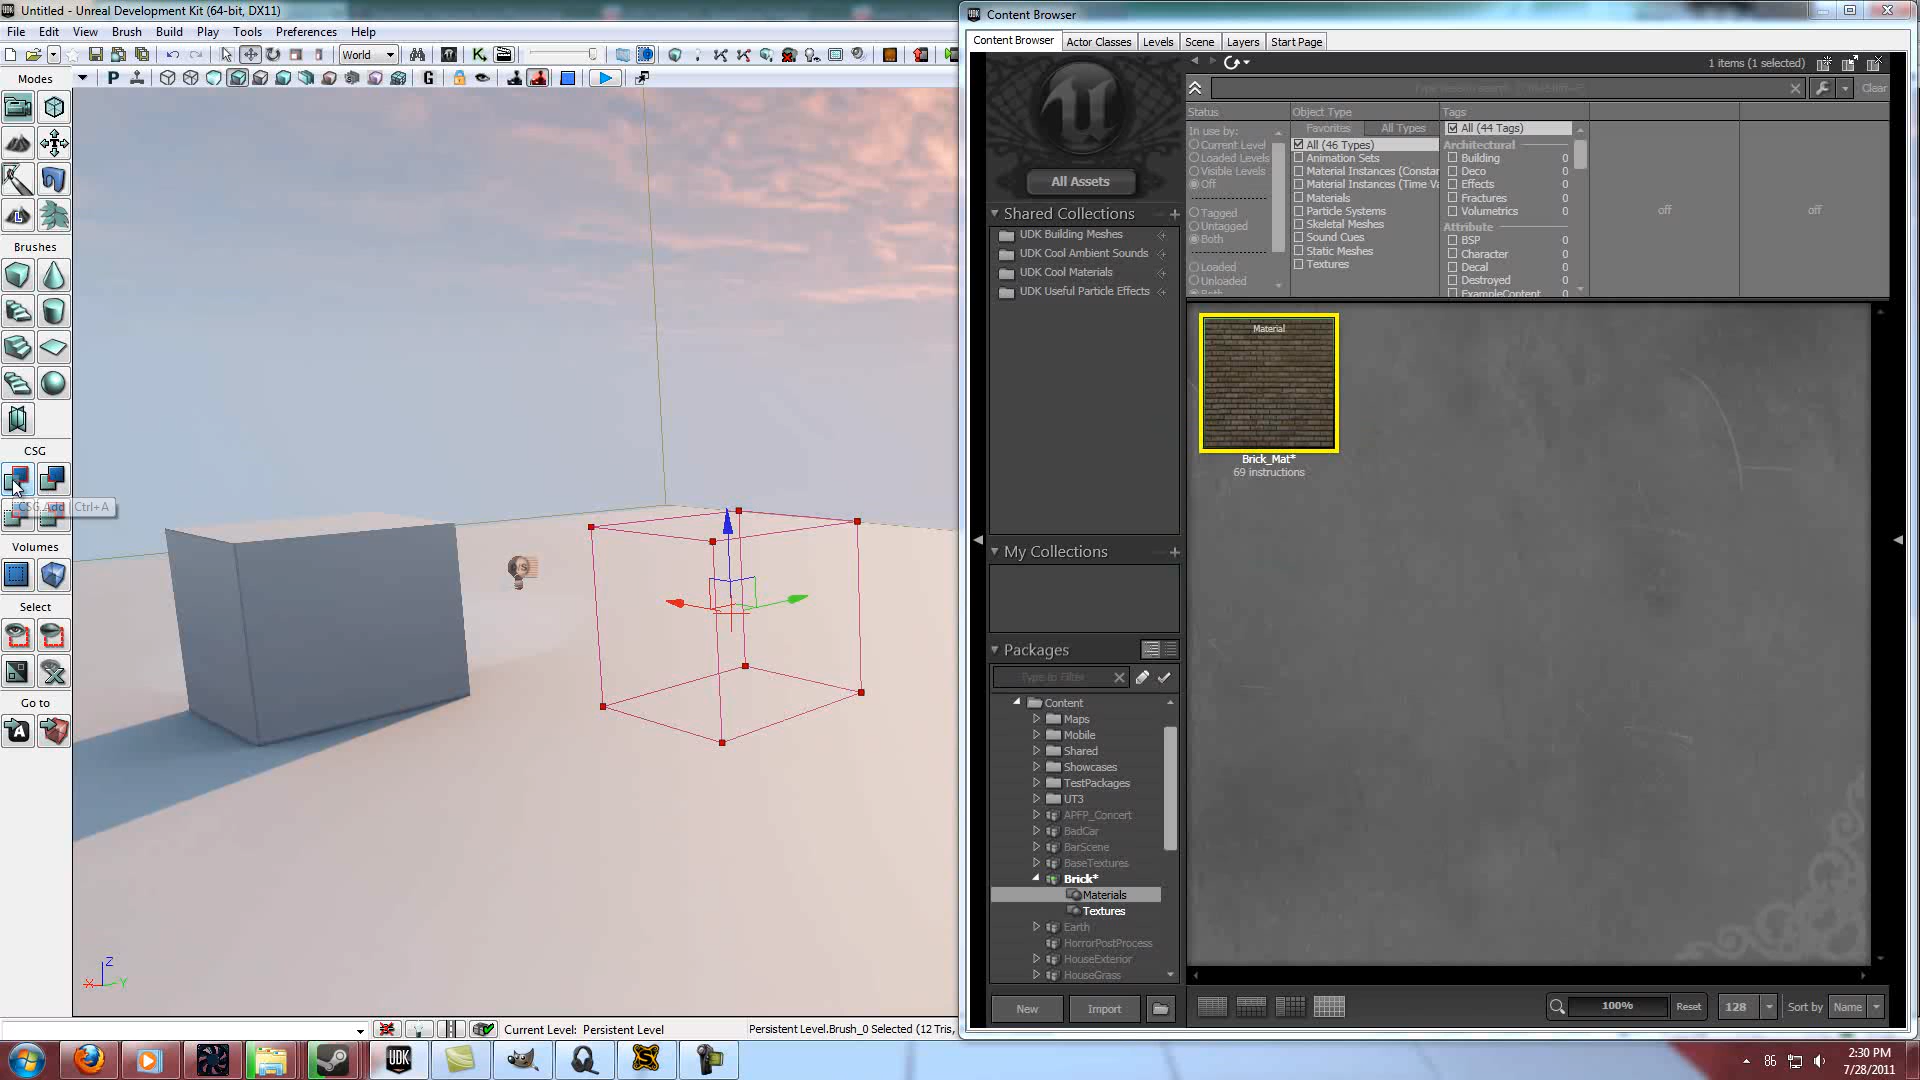 Untitled - Unreal Development Kit (64-bit, DX11)
File Edit View Brush Build Play Tools Preferences Help
World
Modes
Brushes
CSG
CSG Add Ctrl+A
Volumes
Select
Go to
Current Level: Persistent Level
Persistent Level.Brush_0 Selected (12 Tris,
Content Browser
Content Browser Actor Classes Levels Scene Layers Start Page
1 items (1 selected)
Clear
All Assets
Shared Collections
UDK Building Meshes
UDK Cool Ambient Sounds
UDK Cool Materials
UDK Useful Particle Effects
My Collections
Packages
Type to Filter
Content
Maps
Mobile
Shared
Showcases
TestPackages
UT3
APFP_Concert
BadCar
BarScene
BaseTextures
Brick*
Materials
Textures
Earth
HorrorPostProcess
HouseExterior
HouseGrass
New Import
Status
In use by:
Current Level
Loaded Levels
Visible Levels
Off
Tagged
Untagged
Both
Loaded
Unloaded
Both
Object Type
Favorites All Types
All (46 Types)
Animation Sets
Material Instances (Constar
Material Instances (Time Va
Materials
Particle Systems
Skeletal Meshes
Sound Cues
Static Meshes
Textures
Tags
All (44 Tags)
Architectural
Building 0
Deco 0
Effects 0
Fractures 0
Volumetrics 0
Attribute
BSP 0
Character 0
Decal 0
Destroyed 0
ExampleContent 0
off
off
Material
Brick_Mat*
69 instructions
100% Reset 128 Sort by Name
X Y Z
D/S
UDK
86
2:30 PM
7/28/2011